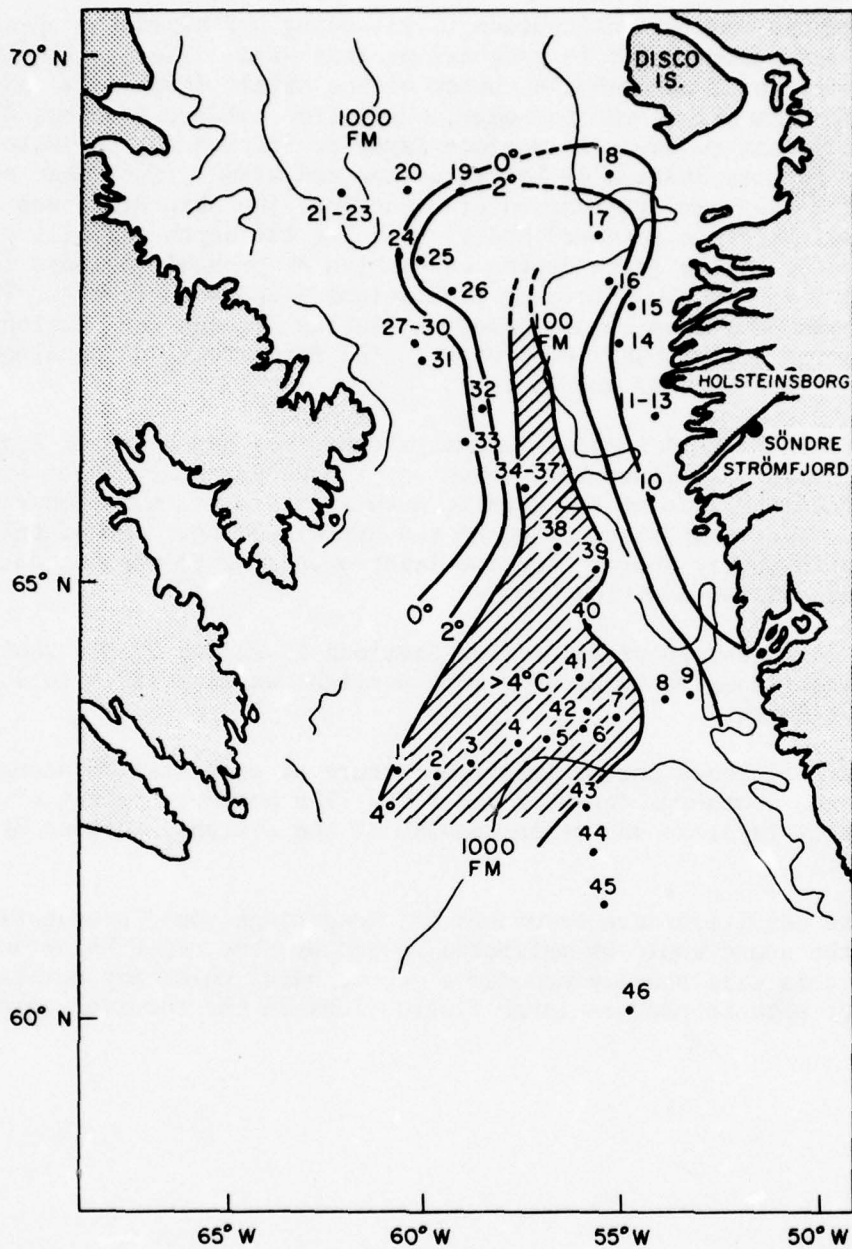 70° N
DISCO
IS.
1000
FM
0°
2°
18
19
20
21-23
17
24
25
16
26
15
100
FM
27-30
14
31
HOLSTEINSBORG
11-13
32
SÖNDRE
STRÖMFJORD
33
34-37
10
38
39
65° N
0°
40
2°
41
>4°C
8
9
42
7
4
5
6
3
1
2
4
43
1000
FM
44
45
46
60° N
65° W
60° W
55° W
50° W